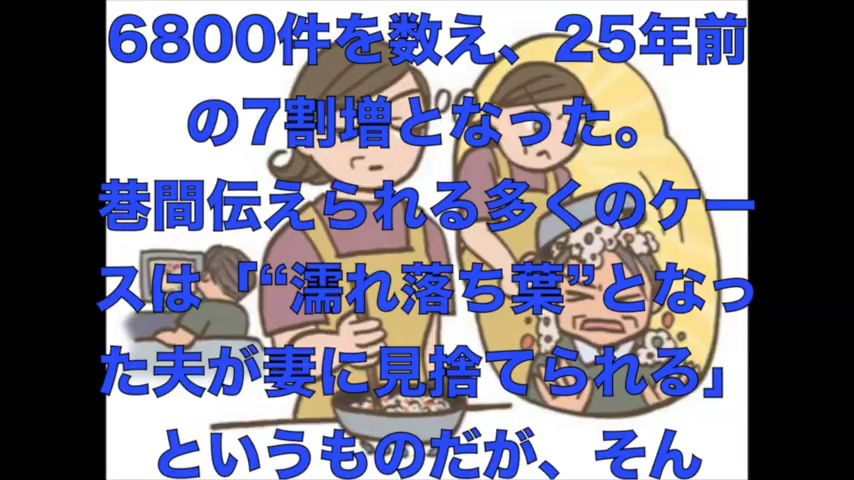 6800件を数え、25年前
の7割増となった。
巷間伝えられる多くのケー
スは「“濡れ落ち葉”となっ
た夫が妻に見捨てられる」
というものだが、そん